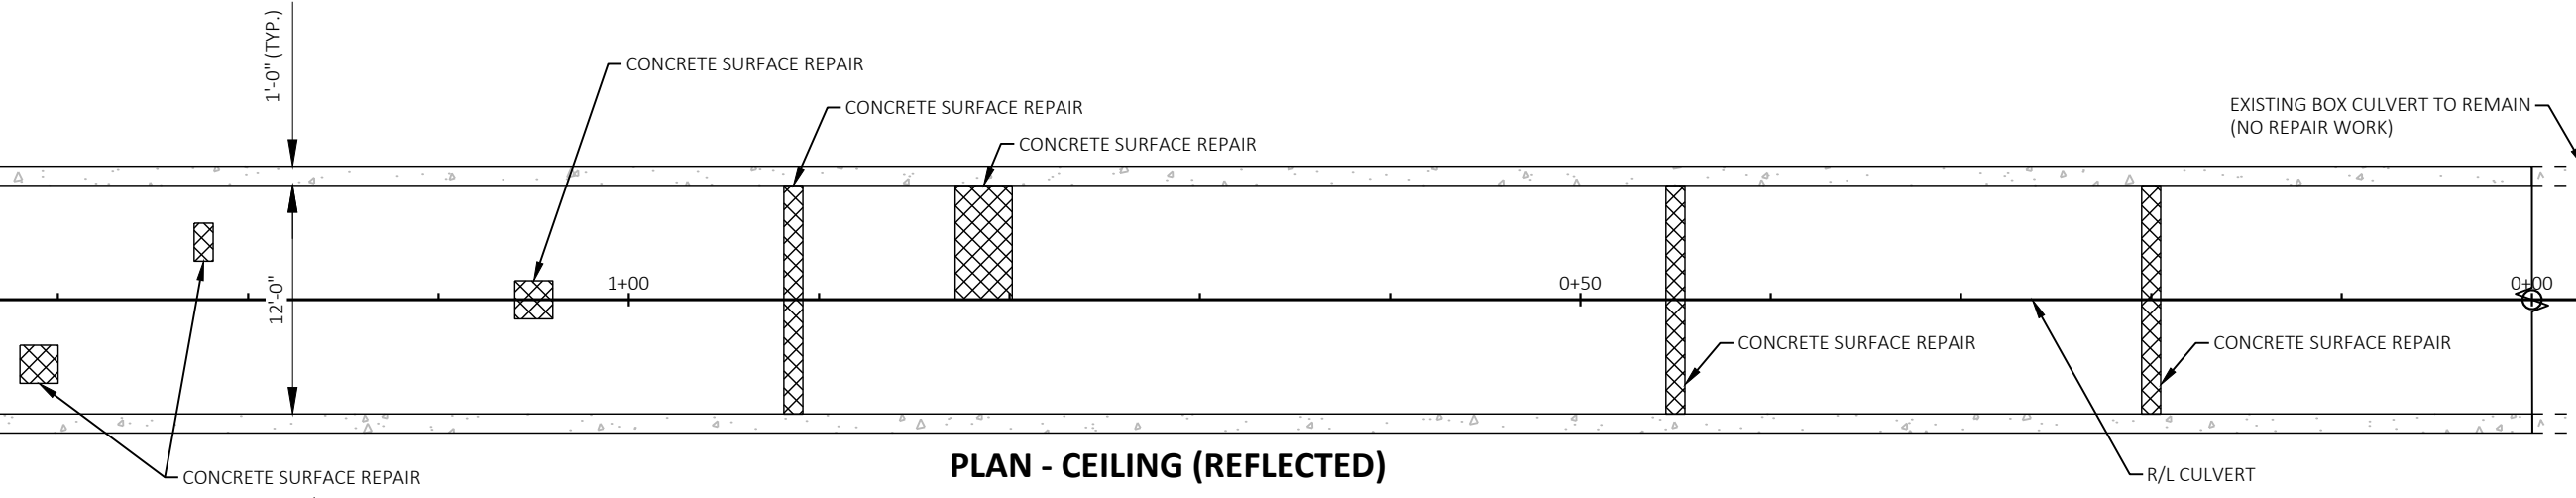 1'-0" (TYP.)
CONCRETE SURFACE REPAIR
CONCRETE SURFACE REPAIR
CONCRETE SURFACE REPAIR
EXISTING BOX CULVERT TO REMAIN
(NO REPAIR WORK)
12'-0"
1+00
0+50
0+00
CONCRETE SURFACE REPAIR
CONCRETE SURFACE REPAIR
CONCRETE SURFACE REPAIR
PLAN - CEILING (REFLECTED)
R/L CULVERT